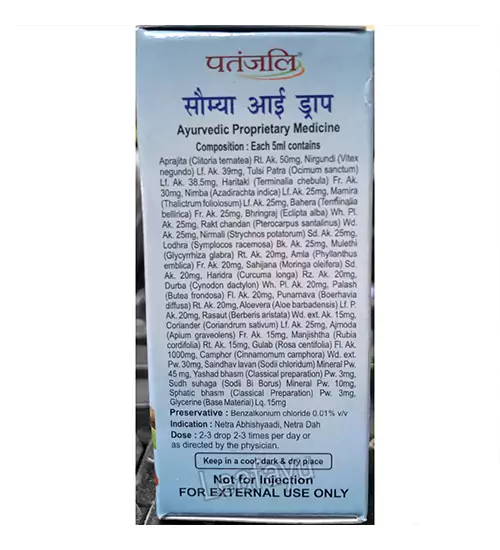 पतंजलि®
सौम्या आई ड्राप
Ayurvedic Proprietary Medicine
Composition : Each 5ml contains
Aprajita (Clitoria ternatea) Rt. Ak. 50mg, Nirgundi (Vitex
negundo) Lf. Ak. 39mg, Tulsi Patra (Ocimum sanctum)
Lf. Ak. 38.5mg, Haritaki (Terminalia chebula) Fr. Ak.
30mg, Nimba (Azadirachta indica) Lf. Ak. 25mg, Mamira
(Thalictrum foliolosum) Lf. Ak. 25mg, Bahera (Terminalia
bellirica) Fr. Ak. 25mg, Bhringraj (Eclipta alba) Wh. Pl.
Ak. 25mg, Rakt chandan (Pterocarpus santalinus) Wd.
Ak. 25mg, Nirmali (Strychnos potatorum) Sd. Ak. 25mg,
Lodhra (Symplocos racemosa) Bk. Ak. 25mg, Mulethi
(Glycyrrhiza glabra) Rt. Ak. 20mg, Amla (Phyllanthus
emblica) Fr. Ak. 20mg, Sahijana (Moringa oleifera) Sd.
Ak. 20mg, Haridra (Curcuma longa) Rz. Ak. 20mg,
Durba (Cynodon dactylon) Wh. Pl. Ak. 20mg, Palash
(Butea frondosa) Fl. Ak. 20mg, Punarnava (Boerhavia
diffusa) Rt. Ak. 20mg, Aloevera (Aloe barbadensis) Lf. P.
Ak. 20mg, Rasaut (Berberis aristata) Wd. ext. Ak. 15mg,
Coriander (Coriandrum sativum) Lf. Ak. 25mg, Ajmoda
(Apium graveolens) Fr. Ak. 15mg, Manjishtha (Rubia
cordifolia) Rt. Ak. 15mg, Gulab (Rosa centifolia) Fl. Ak.
1000mg, Camphor (Cinnamomum camphora) Wd. ext.
Pw. 30mg, Saindhav lavan (Sodii chloridum) Mineral Pw.
45 mg, Yashad bhasm (Classical preparation) Pw. 3mg,
Sudh suhaga (Sodii Bi Borus) Mineral Pw. 10mg,
Sphatic bhasm (Classical preparation) Pw. 3mg,
Glycerine (Base Material) Lq. 15mg
Preservative : Benzalkonium chloride 0.01% v/v
Indication : Netra Abhishyaadi, Netra Dah
Dose : 2-3 drop 2-3 times per day or
as directed by the physician.
Keep in a cool, dark & dry place
Not for Injection
FOR EXTERNAL USE ONLY